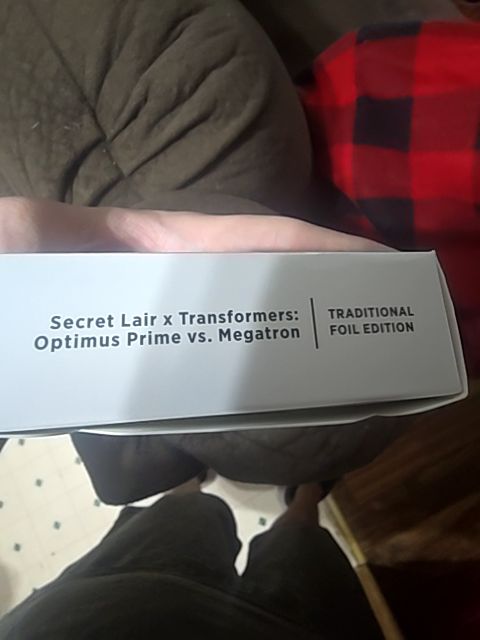 Secret Lair x Transformers:
Optimus Prime vs. Megatron
TRADITIONAL
FOIL EDITION